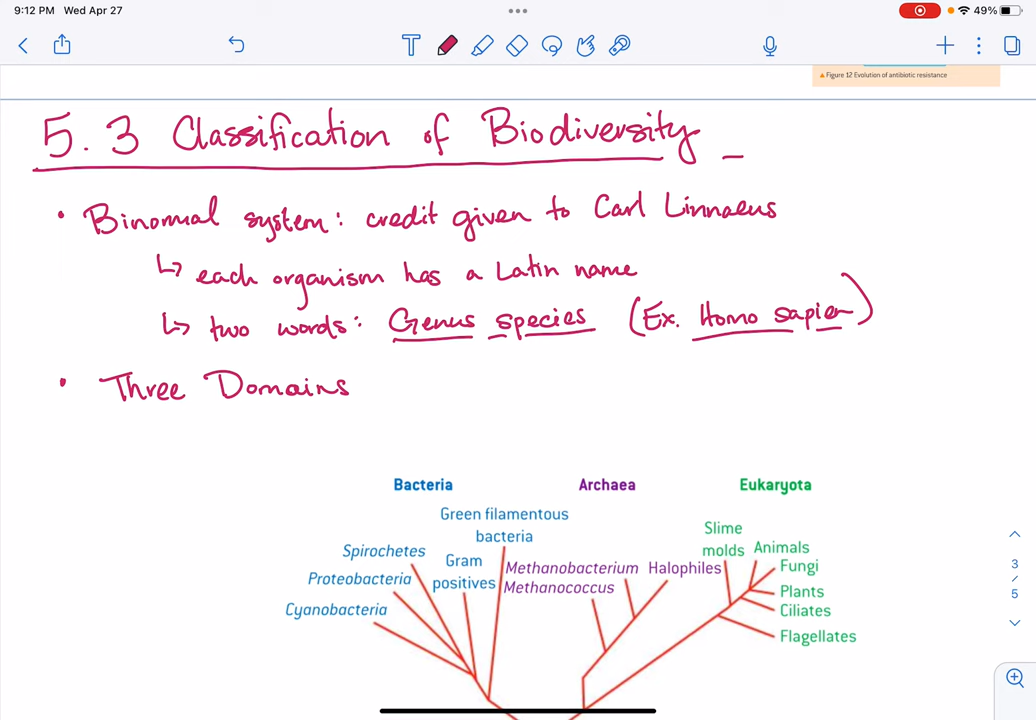 9:12 PM Wed Apr 27
49%
T
▲ Figure 12 Evolution of antibiotic resistance
5.3 Classification of Biodiversity
• Binomal system: credit given to Carl Linnaeus
↳ each organism has a Latin name
↳ two words: Genus species (Ex. Homo sapien)
• Three Domains
Bacteria Archaea Eukaryota
Green filamentous
bacteria
Slime
molds
Animals
Spirochetes
Gram
positives
Methanobacterium
Halophiles
Fungi
Proteobacteria
Methanococcus
Plants
Cyanobacteria
Ciliates
Flagellates
3
/
5